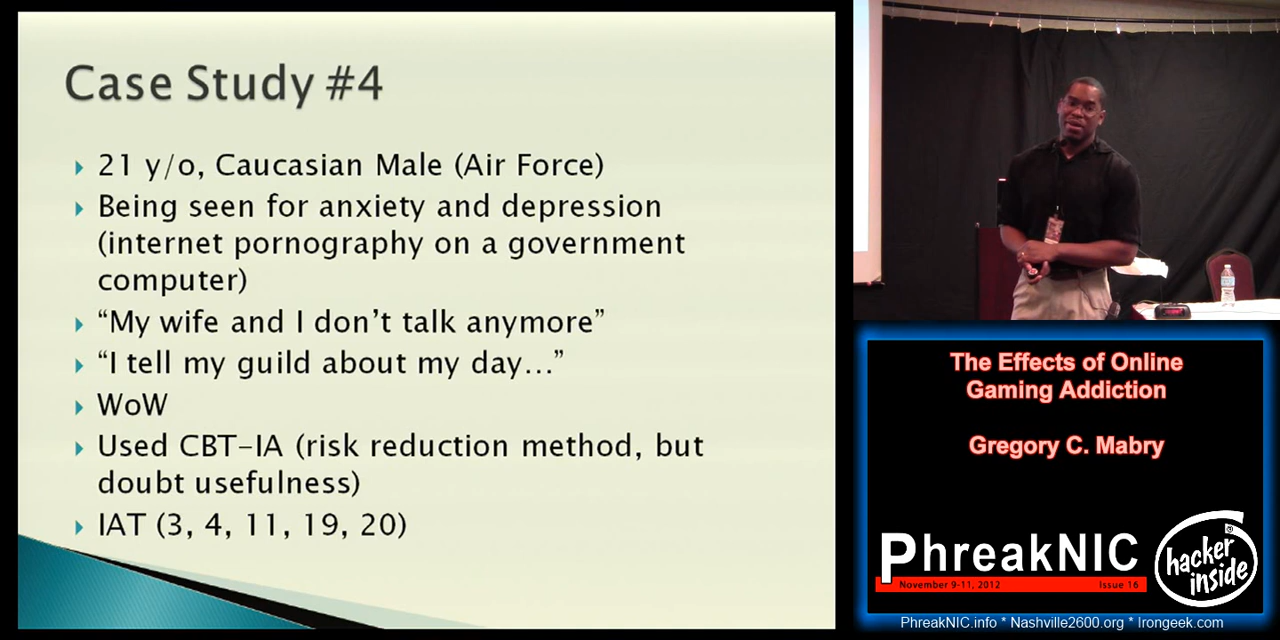 Case Study #4
21 y/o, Caucasian Male (Air Force)
Being seen for anxiety and depression
(internet pornography on a government
computer)
“My wife and I don’t talk anymore”
“I tell my guild about my day…”
WoW
Used CBT-IA (risk reduction method, but
doubt usefulness)
IAT (3, 4, 11, 19, 20)
The Effects of Online
Gaming Addiction
Gregory C. Mabry
PhreakNIC
November 9-11, 2012 Issue 16
hacker
inside
PhreakNIC.info * Nashville2600.org * Irongeek.com